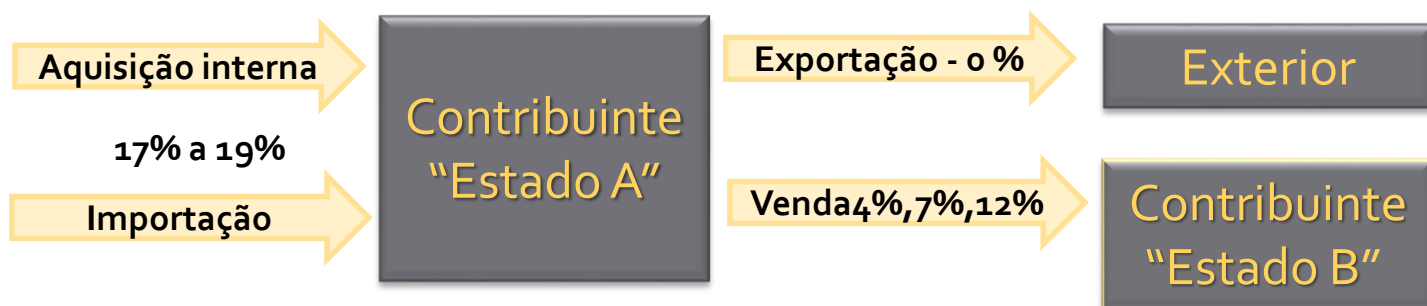 Aquisição interna
17% a 19%
Importação
Contribuinte
“Estado A”
Exportação - 0 %
Venda4%,7%,12%
Exterior
Contribuinte
“Estado B”